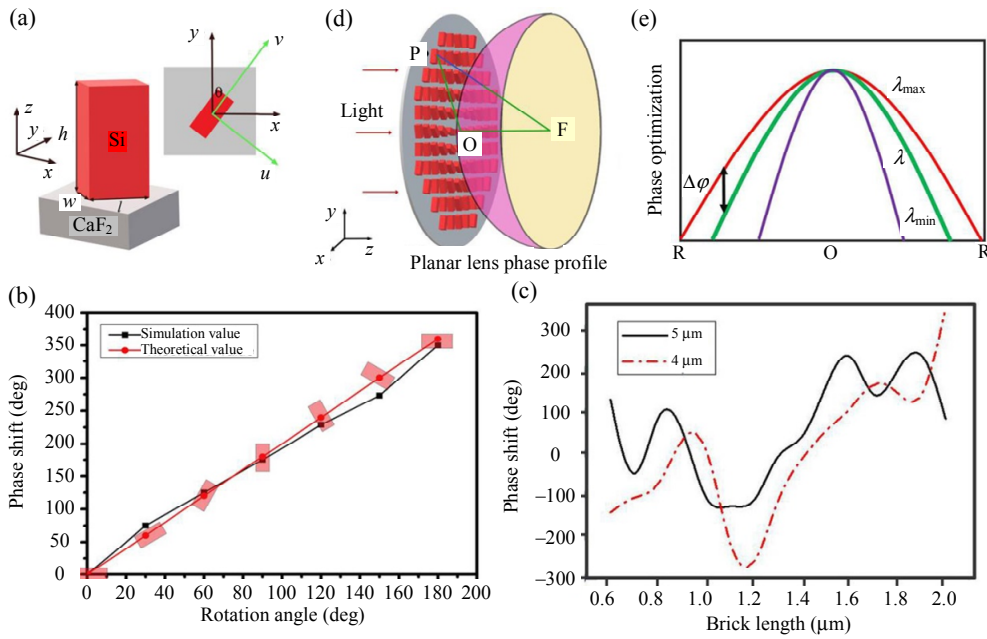 (a)
z
y
x
h
Si
w
CaF2
y
v
θ
x
u
(d)
P
Light
O
F
y
x
z
Planar lens phase profile
(e)
Phase optimization
λmax
λ
λmin
Δφ
R
O
R
(b)
Phase shift (deg)
400
350
300
250
200
150
100
50
0
Simulation value
Theoretical value
0 20 40 60 80 100 120 140 160 180 200
Rotation angle (deg)
(c)
Phase shift (deg)
300
200
100
0
−100
−200
−300
5 μm
4 μm
0.6 0.8 1.0 1.2 1.4 1.6 1.8 2.0
Brick length (μm)